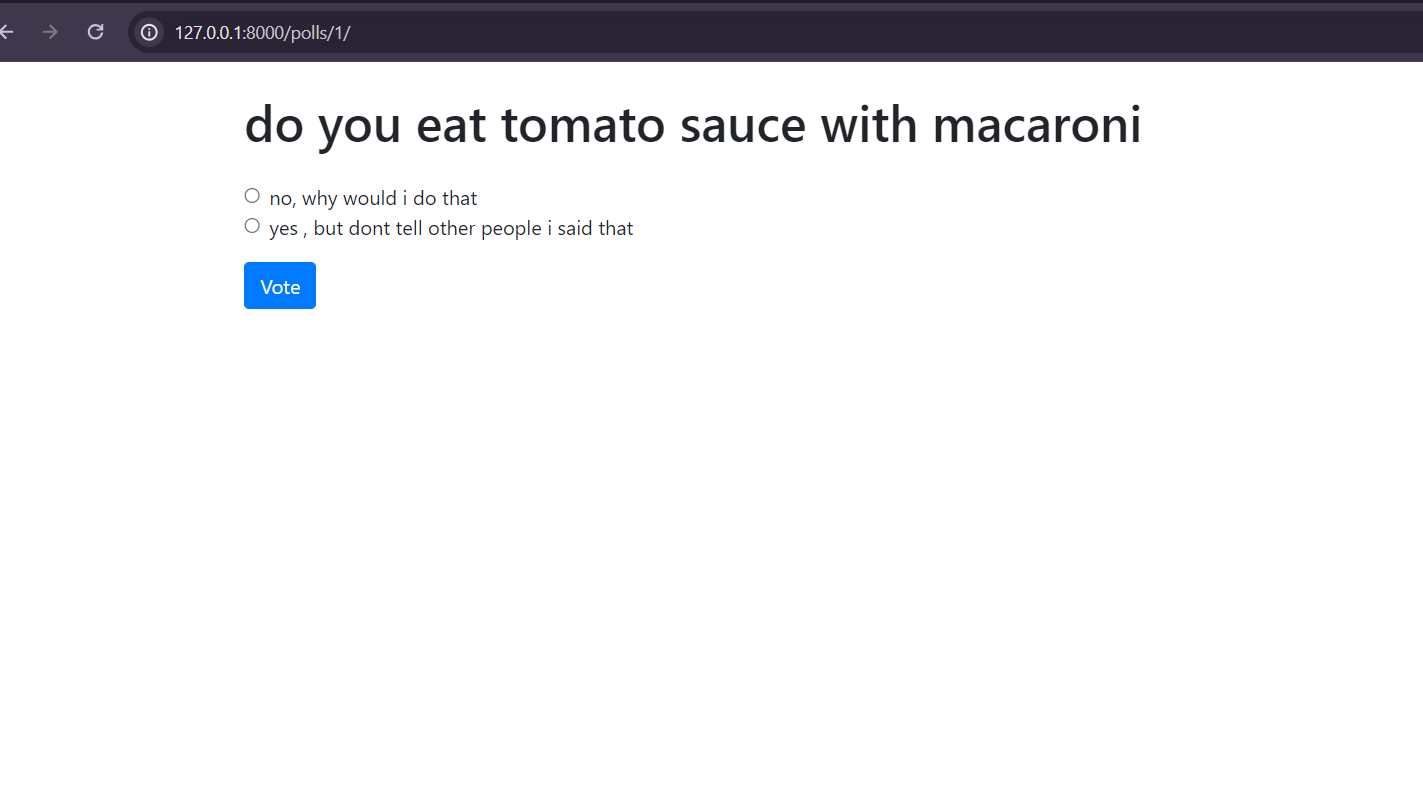 127.0.0.1:8000/polls/1/
do you eat tomato sauce with macaroni
no, why would i do that
yes , but dont tell other people i said that
Vote